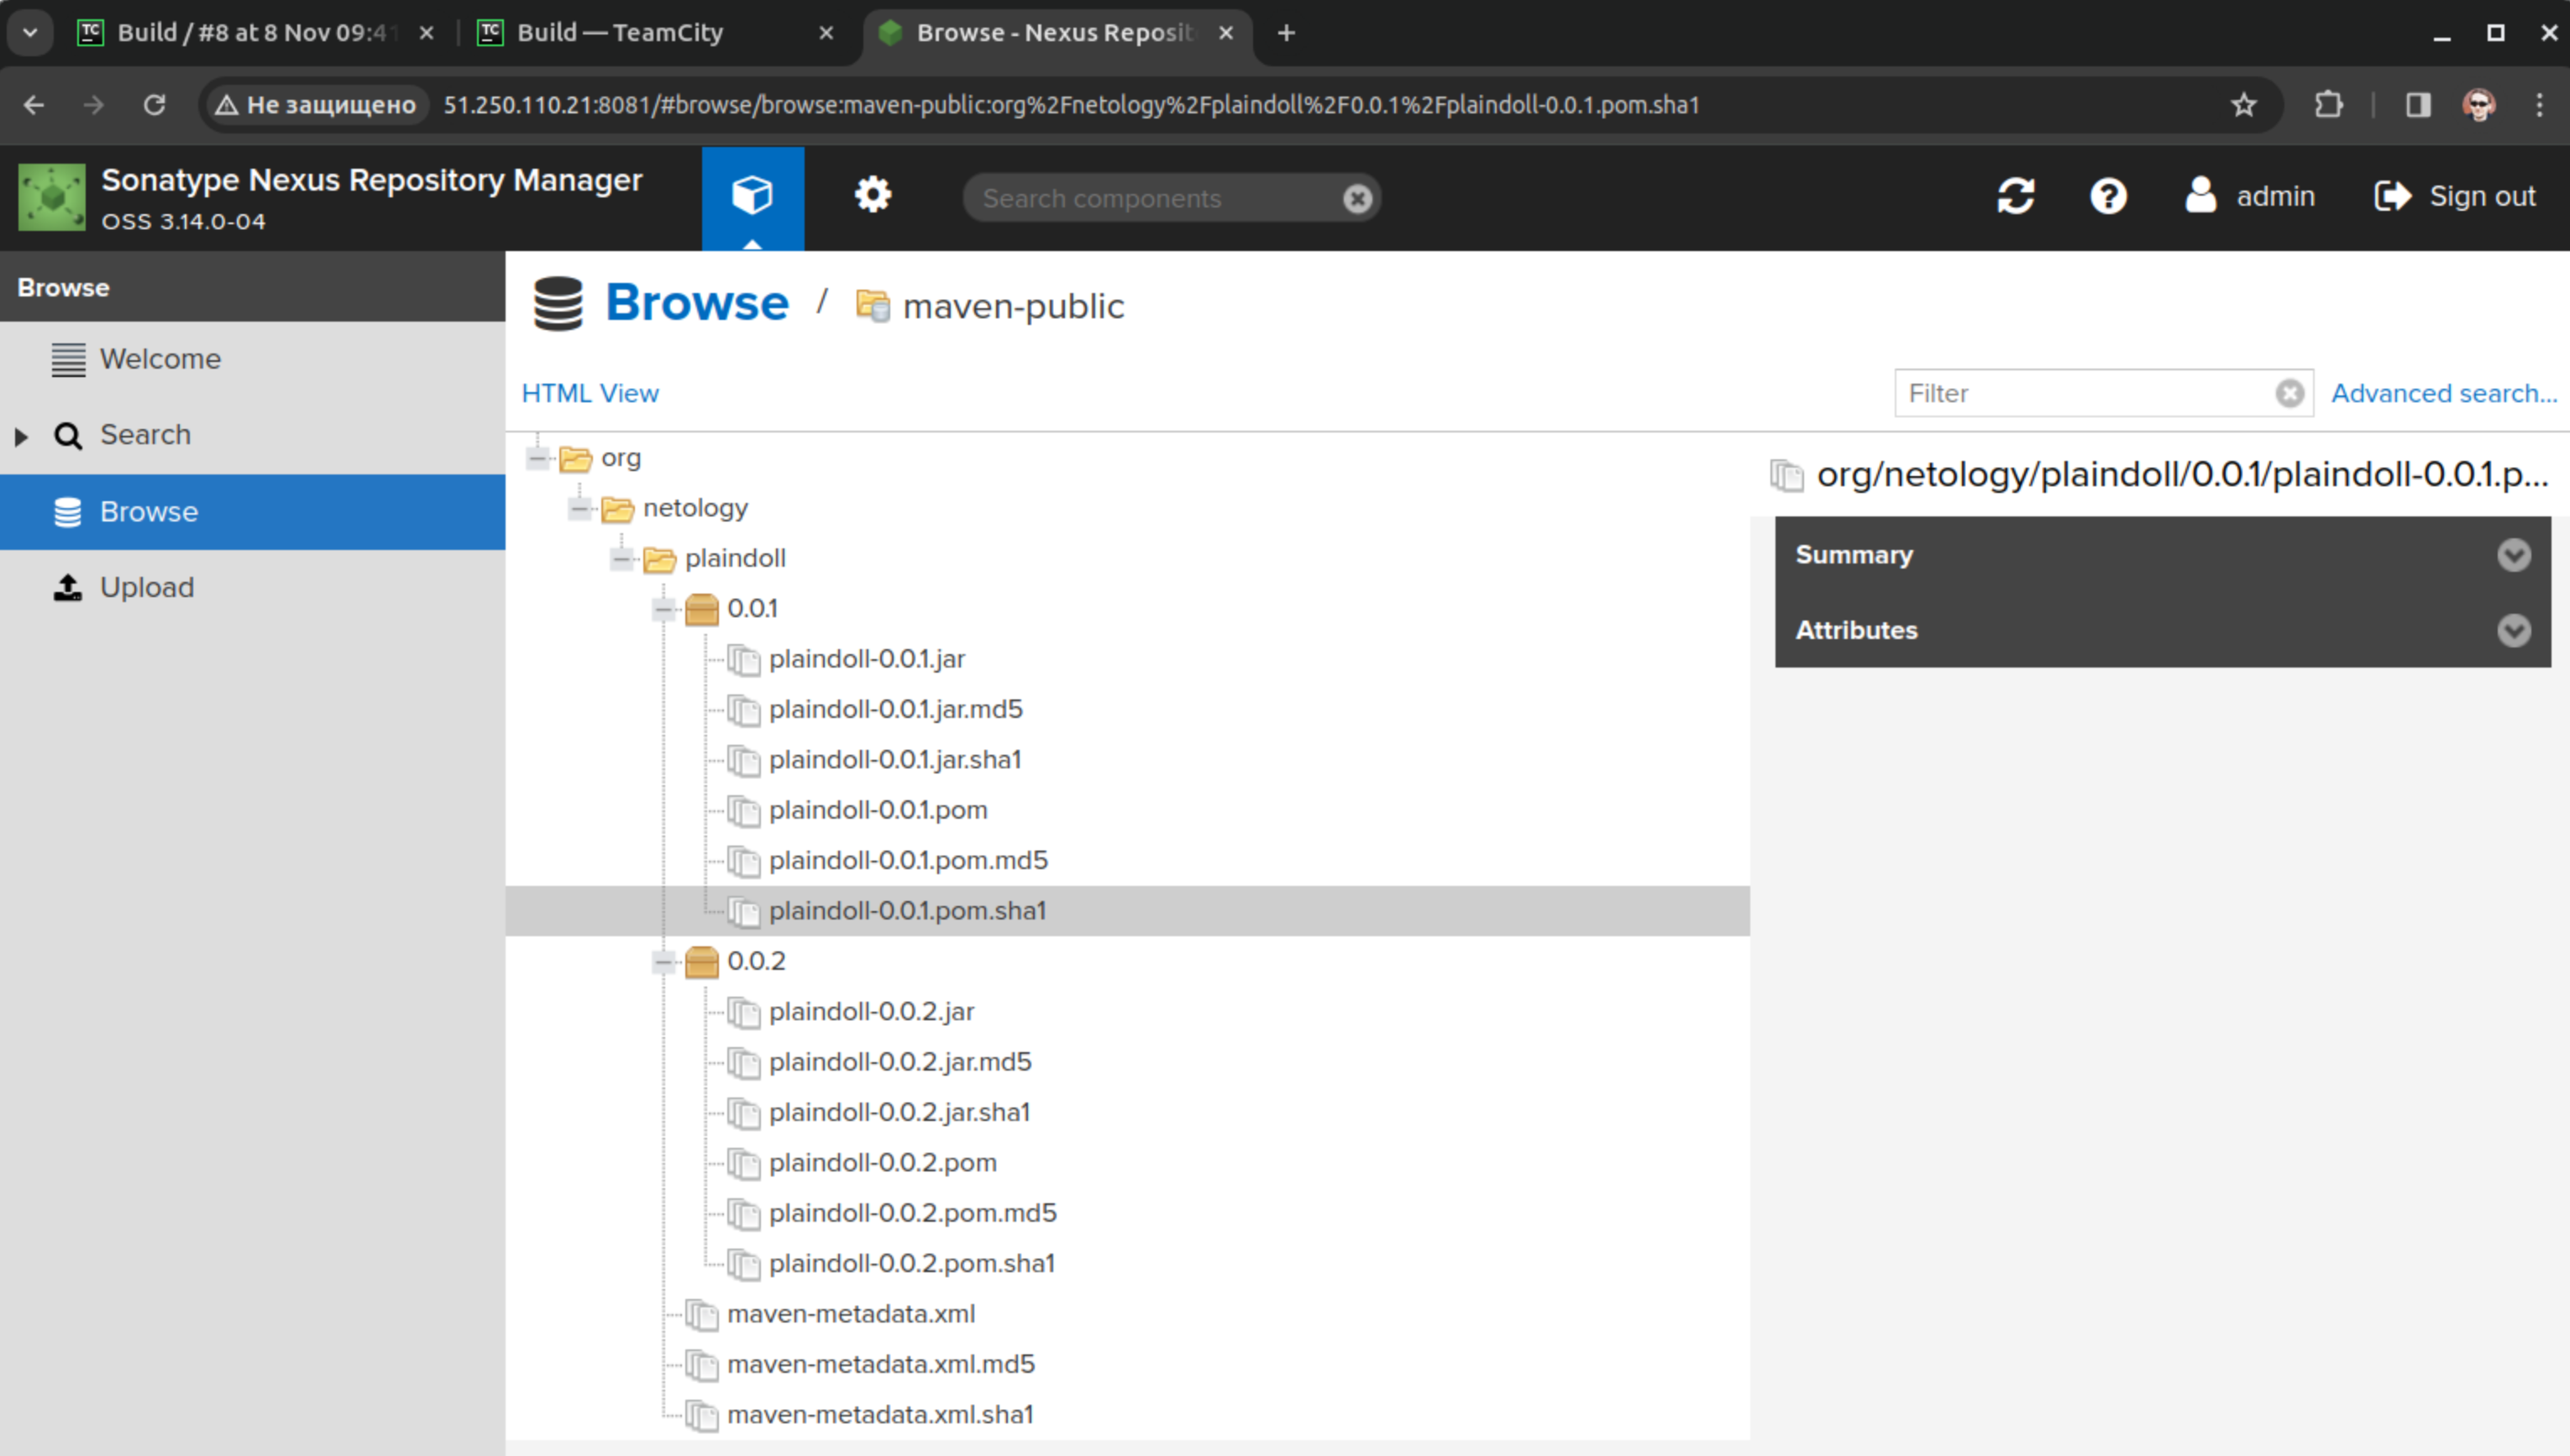 Build / #8 at 8 Nov 09:41
Build — TeamCity
Browse - Nexus Reposit
Не защищено
51.250.110.21:8081/#browse/browse:maven-public:org%2Fnetology%2Fplaindoll%2F0.0.1%2Fplaindoll-0.0.1.pom.sha1
Sonatype Nexus Repository Manager
OSS 3.14.0-04
Search components
admin
Sign out
Browse
Welcome
Search
Browse
Upload
Browse / maven-public
HTML View
Filter
Advanced search...
org
netology
plaindoll
0.0.1
plaindoll-0.0.1.jar
plaindoll-0.0.1.jar.md5
plaindoll-0.0.1.jar.sha1
plaindoll-0.0.1.pom
plaindoll-0.0.1.pom.md5
plaindoll-0.0.1.pom.sha1
0.0.2
plaindoll-0.0.2.jar
plaindoll-0.0.2.jar.md5
plaindoll-0.0.2.jar.sha1
plaindoll-0.0.2.pom
plaindoll-0.0.2.pom.md5
plaindoll-0.0.2.pom.sha1
maven-metadata.xml
maven-metadata.xml.md5
maven-metadata.xml.sha1
org/netology/plaindoll/0.0.1/plaindoll-0.0.1.p...
Summary
Attributes